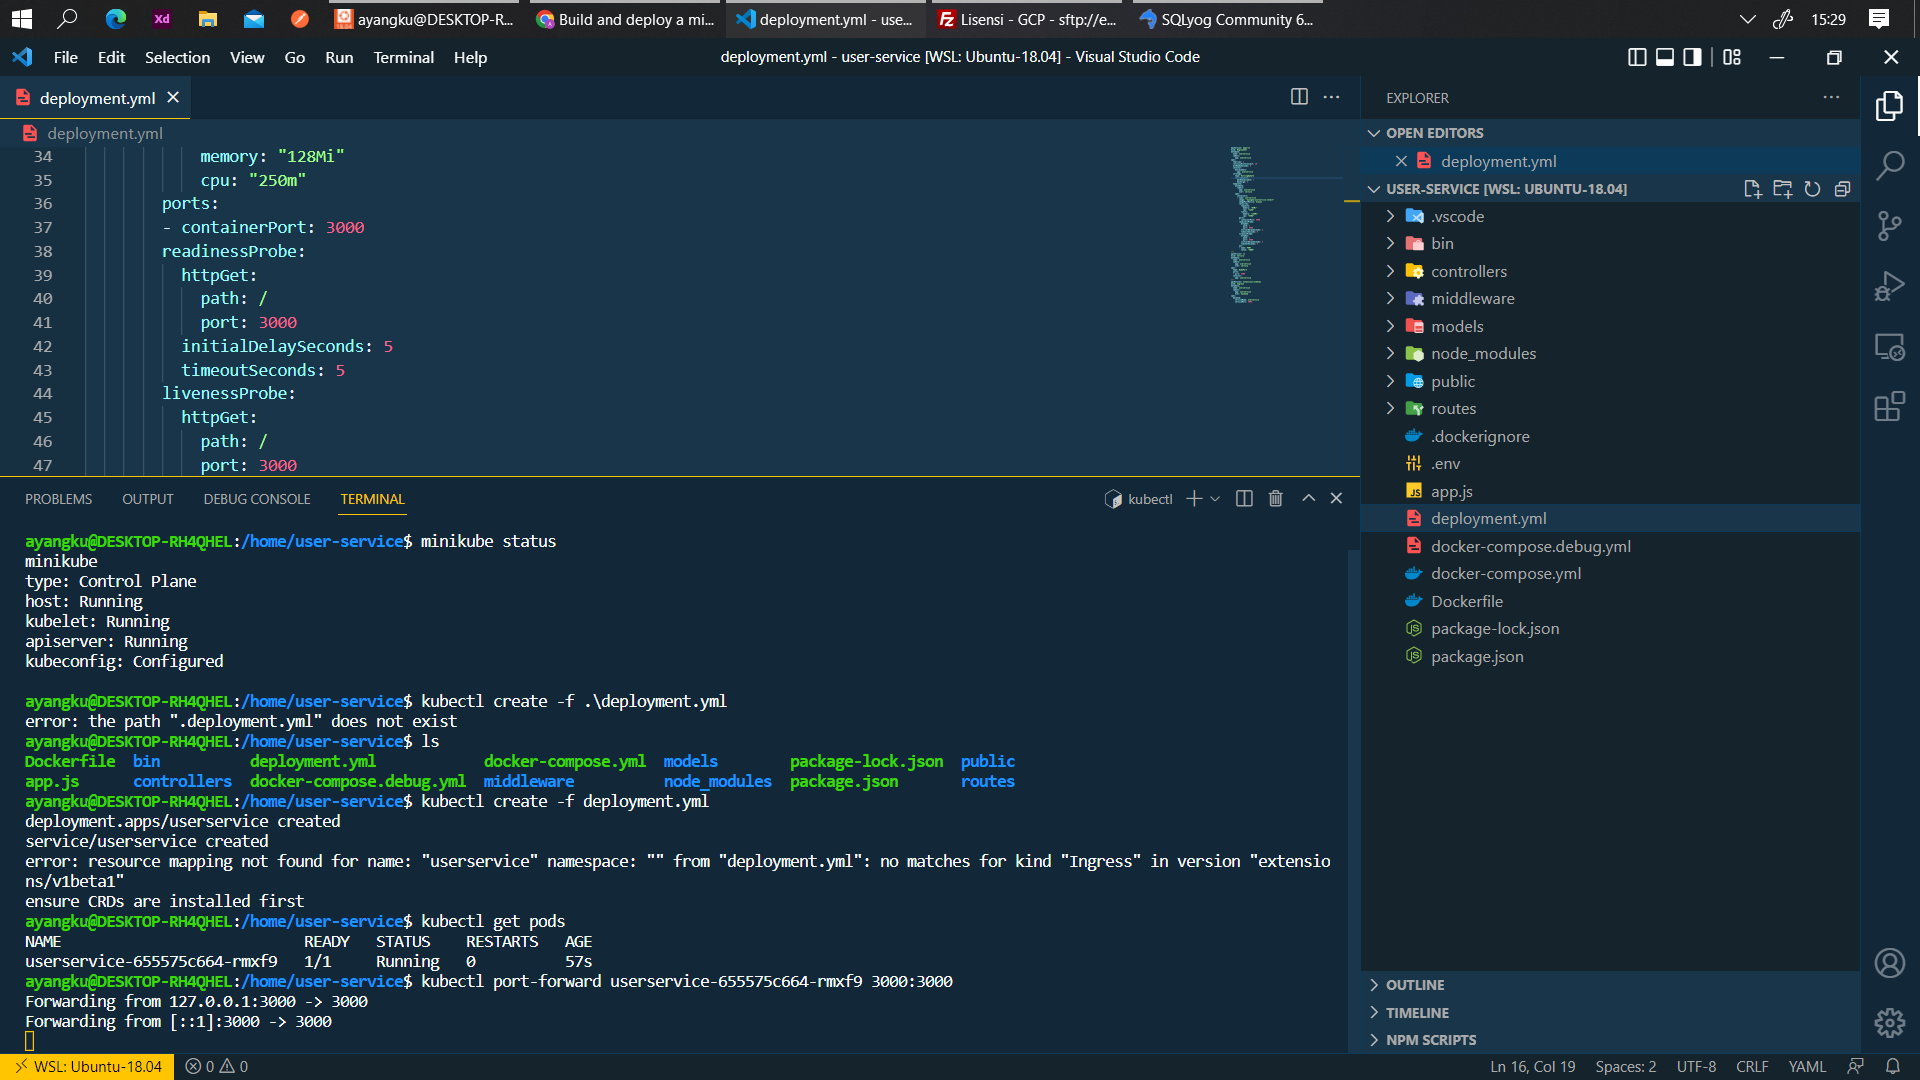 Xd
ayangku@DESKTOP-R...
Build and deploy a mi...
deployment.yml - use...
Lisensi - GCP - sftp://e...
SQLyog Community 6...
15:29
File Edit Selection View Go Run Terminal Help
deployment.yml - user-service [WSL: Ubuntu-18.04] - Visual Studio Code
deployment.yml
deployment.yml
34 memory: "128Mi"
35 cpu: "250m"
36 ports:
37 - containerPort: 3000
38 readinessProbe:
39 httpGet:
40 path: /
41 port: 3000
42 initialDelaySeconds: 5
43 timeoutSeconds: 5
44 livenessProbe:
45 httpGet:
46 path: /
47 port: 3000
PROBLEMS OUTPUT DEBUG CONSOLE TERMINAL
kubectl
ayangku@DESKTOP-RH4QHEL:/home/user-service$ minikube status
minikube
type: Control Plane
host: Running
kubelet: Running
apiserver: Running
kubeconfig: Configured
ayangku@DESKTOP-RH4QHEL:/home/user-service$ kubectl create -f .\deployment.yml
error: the path ".deployment.yml" does not exist
ayangku@DESKTOP-RH4QHEL:/home/user-service$ ls
Dockerfile bin deployment.yml docker-compose.yml models package-lock.json public
app.js controllers docker-compose.debug.yml middleware node_modules package.json routes
ayangku@DESKTOP-RH4QHEL:/home/user-service$ kubectl create -f deployment.yml
deployment.apps/userservice created
service/userservice created
error: resource mapping not found for name: "userservice" namespace: "" from "deployment.yml": no matches for kind "Ingress" in version "extensio
ns/v1beta1"
ensure CRDs are installed first
ayangku@DESKTOP-RH4QHEL:/home/user-service$ kubectl get pods
NAME READY STATUS RESTARTS AGE
userservice-655575c664-rmxf9 1/1 Running 0 57s
ayangku@DESKTOP-RH4QHEL:/home/user-service$ kubectl port-forward userservice-655575c664-rmxf9 3000:3000
Forwarding from 127.0.0.1:3000 -> 3000
Forwarding from [::1]:3000 -> 3000
EXPLORER
OPEN EDITORS
deployment.yml
USER-SERVICE [WSL: UBUNTU-18.04]
.vscode
bin
controllers
middleware
models
node_modules
public
routes
.dockerignore
.env
app.js
deployment.yml
docker-compose.debug.yml
docker-compose.yml
Dockerfile
package-lock.json
package.json
OUTLINE
TIMELINE
NPM SCRIPTS
WSL: Ubuntu-18.04 0 0
Ln 16, Col 19 Spaces: 2 UTF-8 CRLF YAML